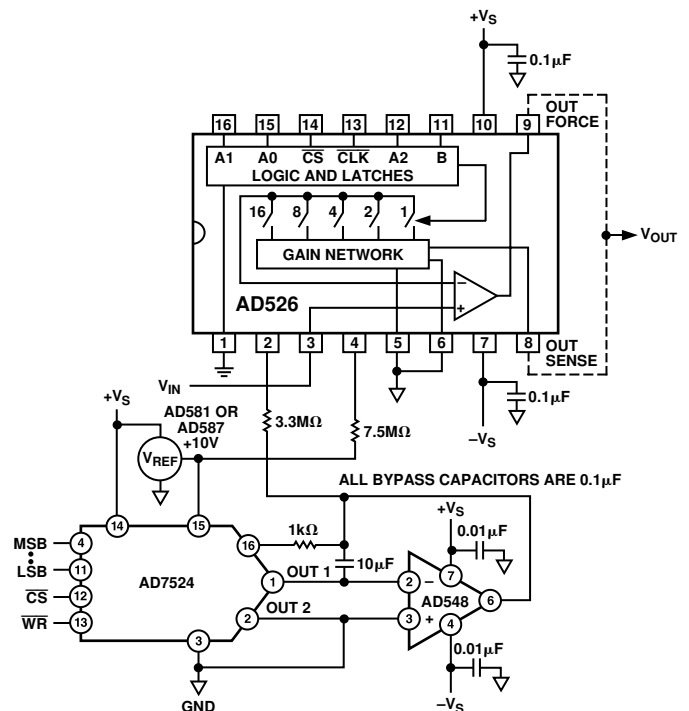 +VS
0.1µF
OUT
FORCE
16 15 14 13 12 11 10 9
A1 A0 CS CLK A2 B
LOGIC AND LATCHES
16 8 4 2 1
GAIN NETWORK
−
+
AD526
VOUT
1 2 3 4 5 6 7 8
OUT
SENSE
VIN
+VS
AD581 OR
AD587
+10V
3.3MΩ
7.5MΩ
0.1µF
−VS
VREF
ALL BYPASS CAPACITORS ARE 0.1µF
14 15
+VS
0.01µF
MSB 4
LSB 11
CS 12
WR 13
AD7524
16
1kΩ
10µF
1 OUT 1
2 OUT 2
3
GND
2 −
3 +
7
AD548
4
6
0.01µF
−VS